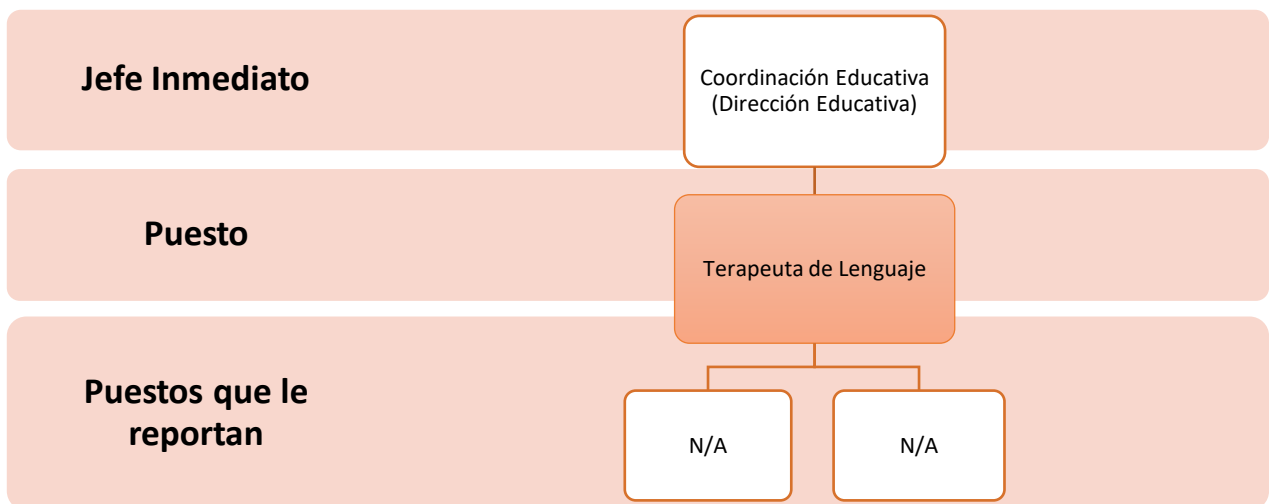 Jefe Inmediato
Coordinación Educativa
(Dirección Educativa)
Puesto
Terapeuta de Lenguaje
Puestos que le
reportan
N/A
N/A